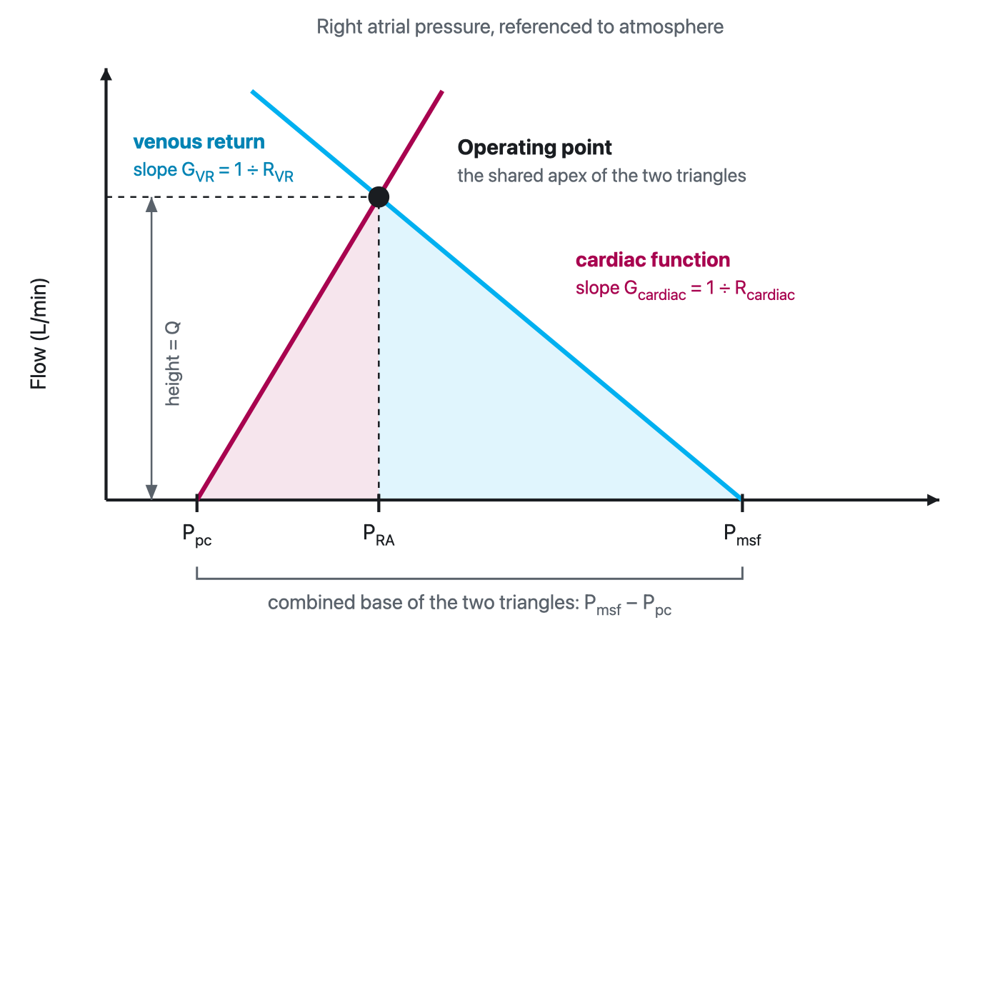 Right atrial pressure, referenced to atmosphere
venous return
slope G_VR = 1 ÷ R_VR
Operating point
the shared apex of the two triangles
cardiac function
slope G_cardiac = 1 ÷ R_cardiac
Flow (L/min)
height = Q
P_pc
P_RA
P_msf
combined base of the two triangles: P_msf – P_pc